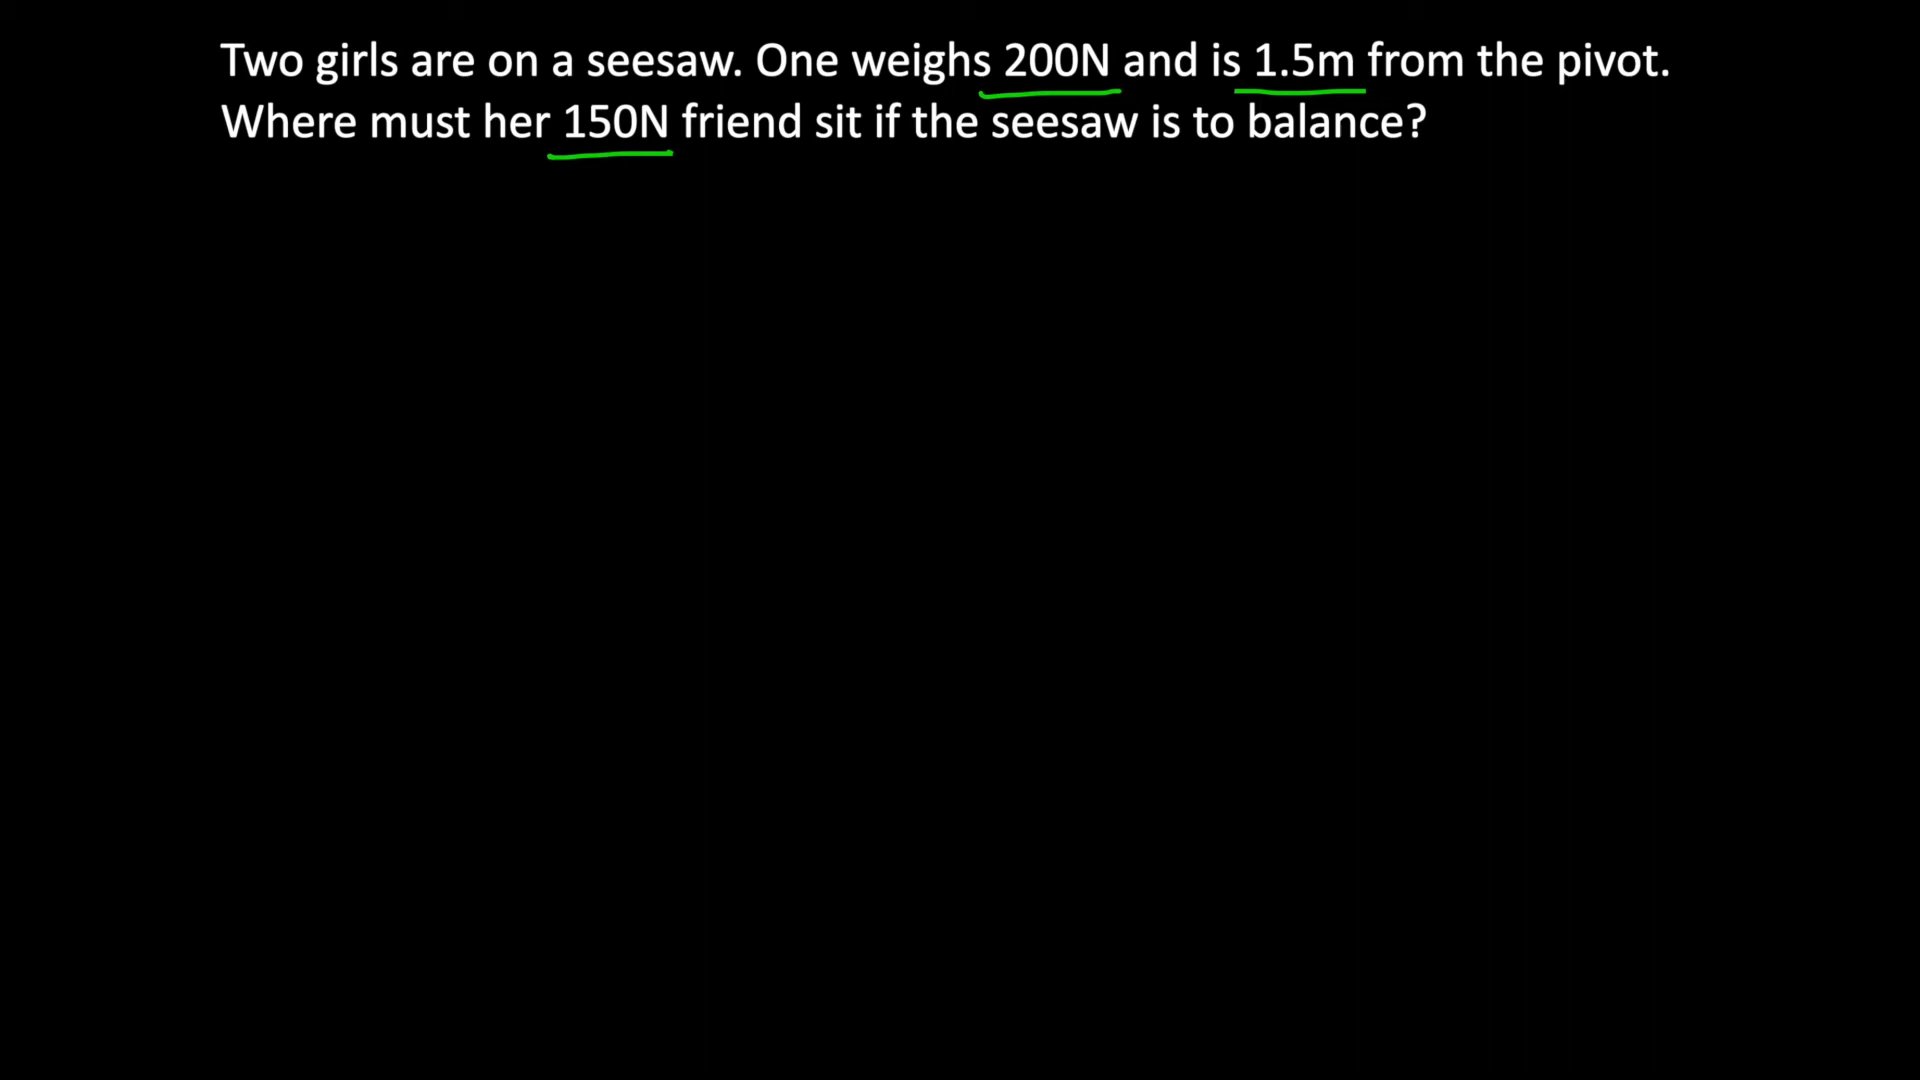 Two girls are on a seesaw. One weighs 200N and is 1.5m from the pivot.
Where must her 150N friend sit if the seesaw is to balance?